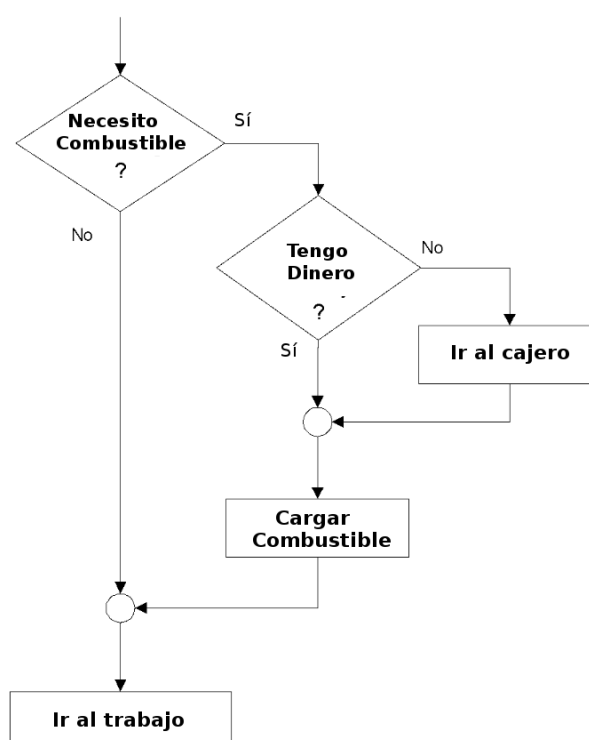 Necesito
Combustible
?
Sí
No
Tengo
Dinero
?
No
Sí
Ir al cajero
Cargar
Combustible
Ir al trabajo